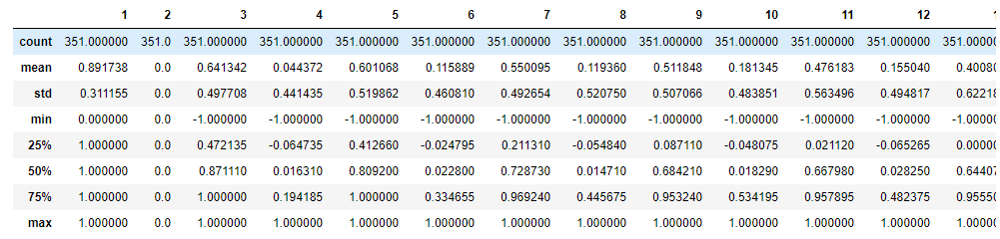 1 2 3 4 5 6 7 8 9 10 11 12 1
count 351.000000 351.0 351.000000 351.000000 351.000000 351.000000 351.000000 351.000000 351.000000 351.000000 351.000000 351.000000 351.0000
mean 0.891738 0.0 0.641342 0.044372 0.601068 0.115889 0.550095 0.119360 0.511848 0.181345 0.476183 0.155040 0.4008
std 0.311155 0.0 0.497708 0.441435 0.519862 0.460810 0.492654 0.520750 0.507066 0.483851 0.563496 0.494817 0.6221
min 0.000000 0.0 -1.000000 -1.000000 -1.000000 -1.000000 -1.000000 -1.000000 -1.000000 -1.000000 -1.000000 -1.000000 -1.0000
25% 1.000000 0.0 0.472135 -0.064735 0.412660 -0.024795 0.211310 -0.054840 0.087110 -0.048075 0.021120 -0.065265 0.0000
50% 1.000000 0.0 0.871110 0.016310 0.809200 0.022800 0.728730 0.014710 0.684210 0.018290 0.667980 0.028250 0.6440
75% 1.000000 0.0 1.000000 0.194185 1.000000 0.334655 0.969240 0.445675 0.953240 0.534195 0.957895 0.482375 0.9555
max 1.000000 0.0 1.000000 1.000000 1.000000 1.000000 1.000000 1.000000 1.000000 1.000000 1.000000 1.000000 1.0000